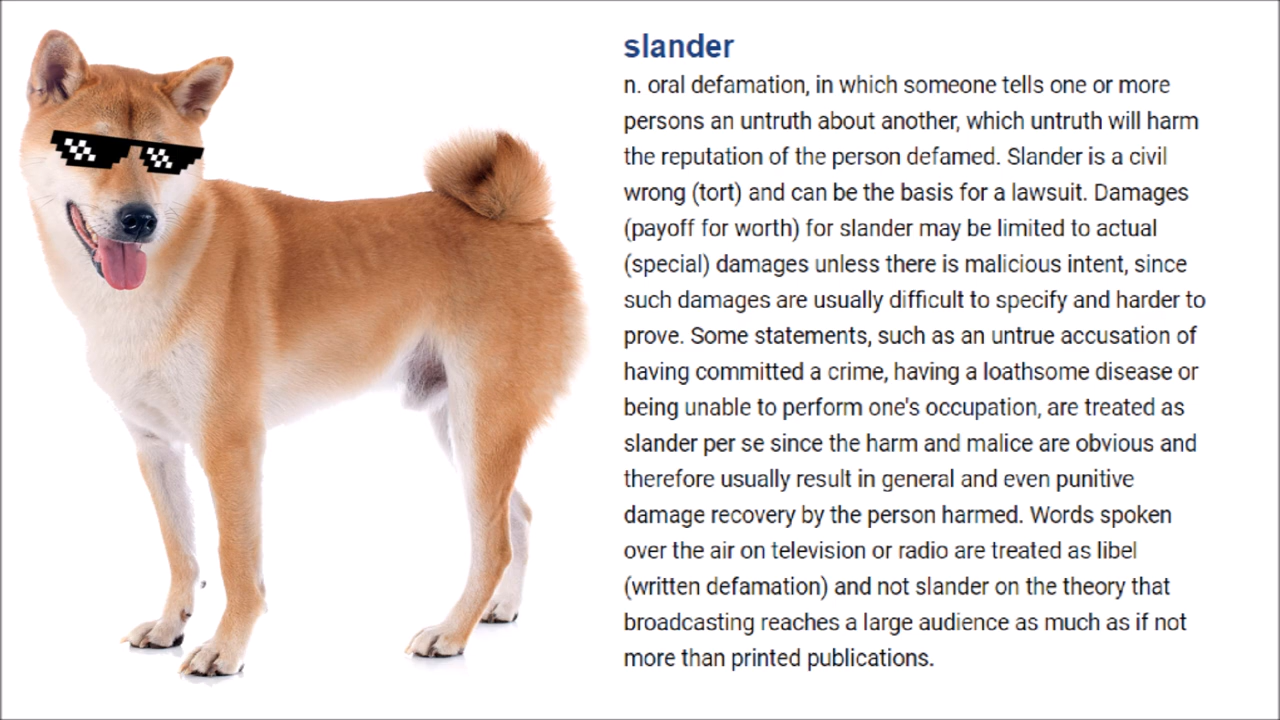 slander
n. oral defamation, in which someone tells one or more
persons an untruth about another, which untruth will harm
the reputation of the person defamed. Slander is a civil
wrong (tort) and can be the basis for a lawsuit. Damages
(payoff for worth) for slander may be limited to actual
(special) damages unless there is malicious intent, since
such damages are usually difficult to specify and harder to
prove. Some statements, such as an untrue accusation of
having committed a crime, having a loathsome disease or
being unable to perform one's occupation, are treated as
slander per se since the harm and malice are obvious and
therefore usually result in general and even punitive
damage recovery by the person harmed. Words spoken
over the air on television or radio are treated as libel
(written defamation) and not slander on the theory that
broadcasting reaches a large audience as much as if not
more than printed publications.